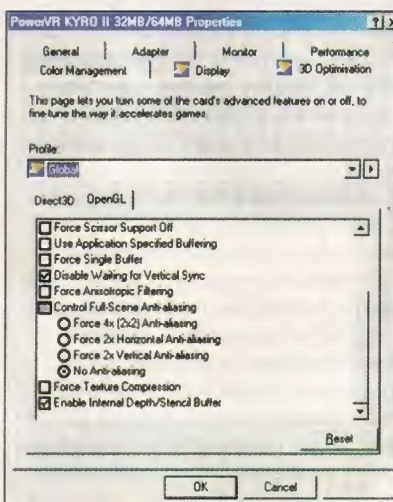 PowerVR KYRO II 32MB/64MB Properties
General Adapter Monitor Performance
Color Management Display 3D Optimisation
This page lets you turn some of the card's advanced features on or off, to
fine-tune the way it accelerates games.
Profile:
Global
Direct3D OpenGL
Force Scissor Support Off
Use Application Specified Buffering
Force Single Buffer
Disable Waiting for Vertical Sync
Force Anisotropic Filtering
Control Full-Scene Anti-aliasing
Force 4x (2x2) Anti-aliasing
Force 2x Horizontal Anti-aliasing
Force 2x Vertical Anti-aliasing
No Anti-aliasing
Force Texture Compression
Enable Internal Depth/Stencil Buffer
Reset
OK Cancel